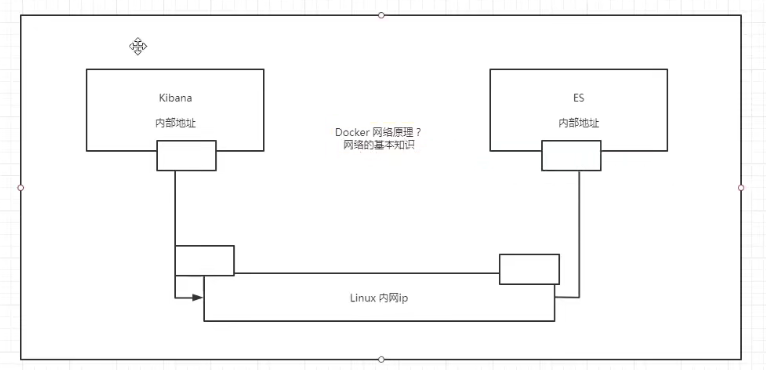 Kibana
内部地址
ES
内部地址
Docker 网络原理？
网络的基本知识
Linux 内网ip